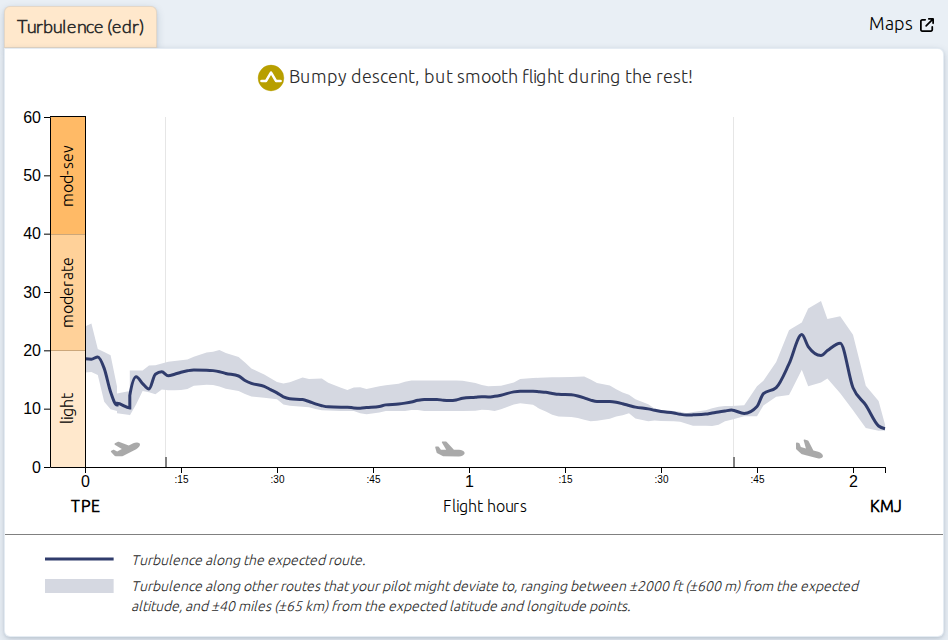 Turbulence (edr)
Maps
Bumpy descent, but smooth flight during the rest!
60
50
40
30
20
10
0
mod-sev
moderate
light
0 :15 :30 :45 1 :15 :30 :45 2
TPE Flight hours KMJ
Turbulence along the expected route.
Turbulence along other routes that your pilot might deviate to, ranging between ±2000 ft (±600 m) from the expected
altitude, and ±40 miles (±65 km) from the expected latitude and longitude points.